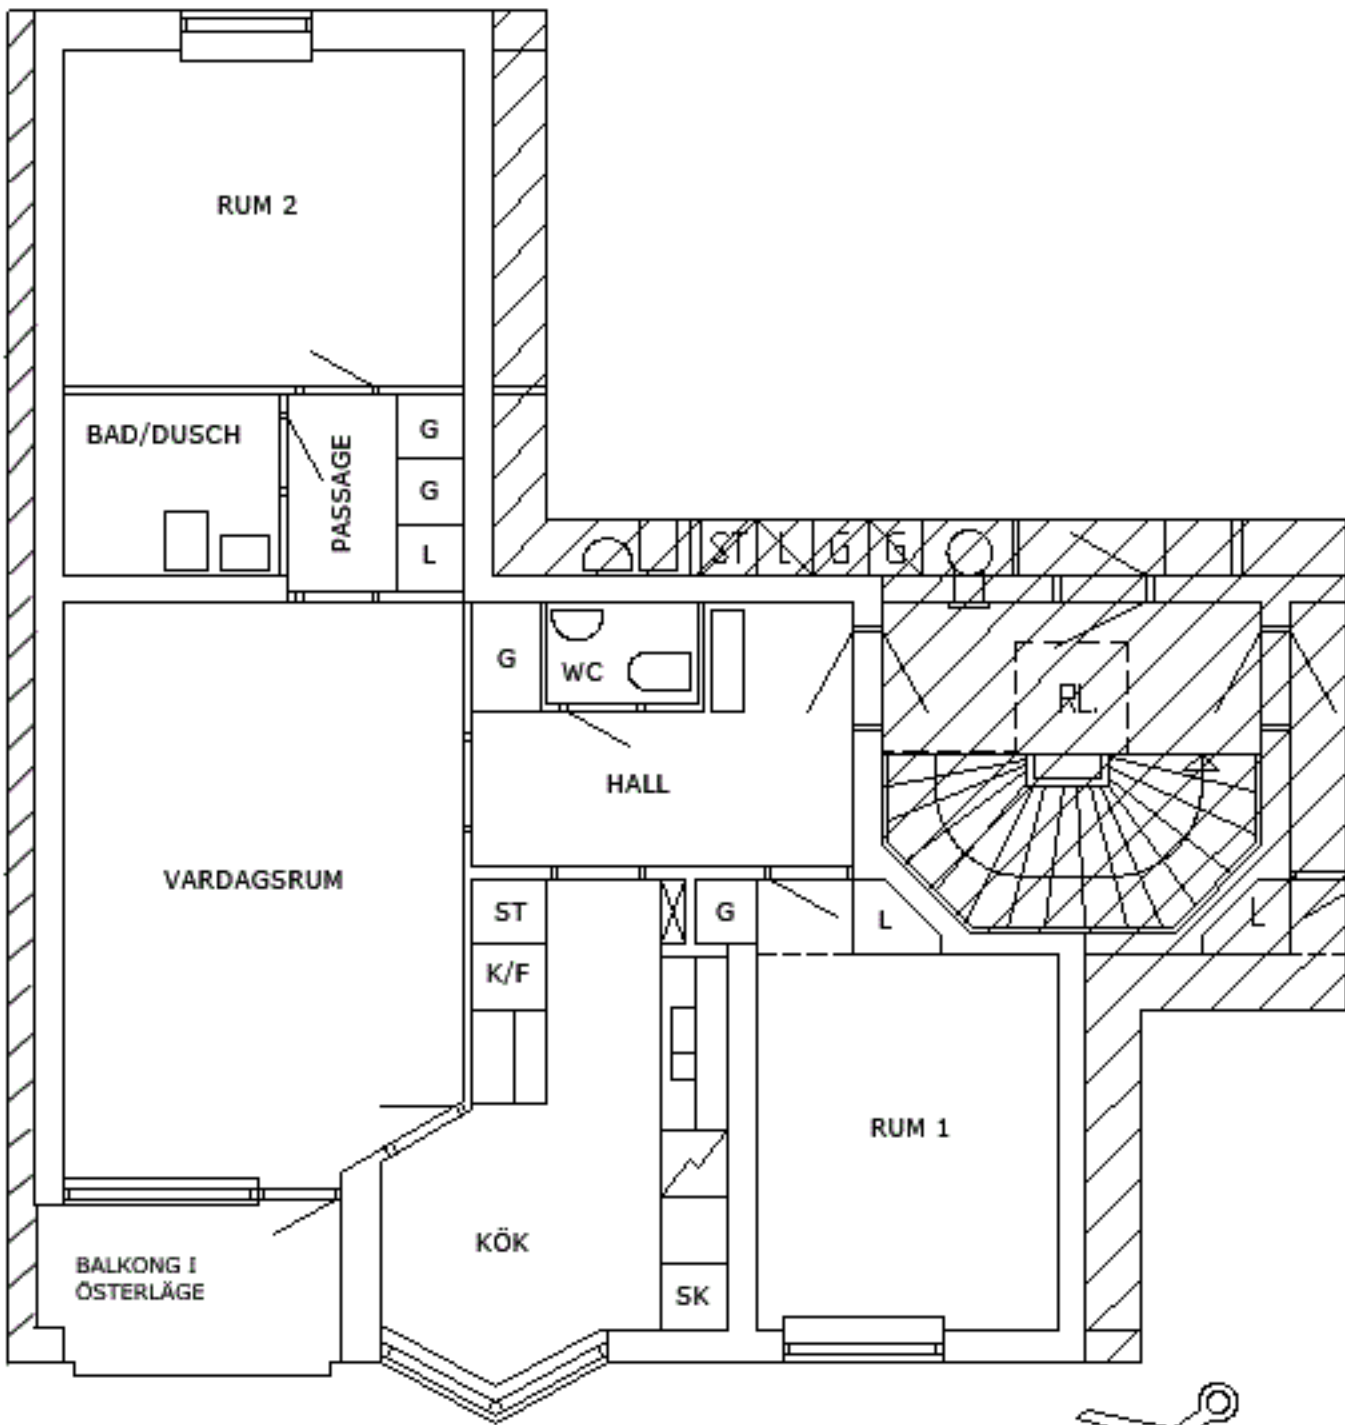 RUM 2
BAD/DUSCH
PASSAGE
G
G
L
ST L G G
G
WC
RL.
HALL
VARDAGSRUM
ST
G
L
L
K/F
RUM 1
KÖK
BALKONG I
ÖSTERLÄGE
SK